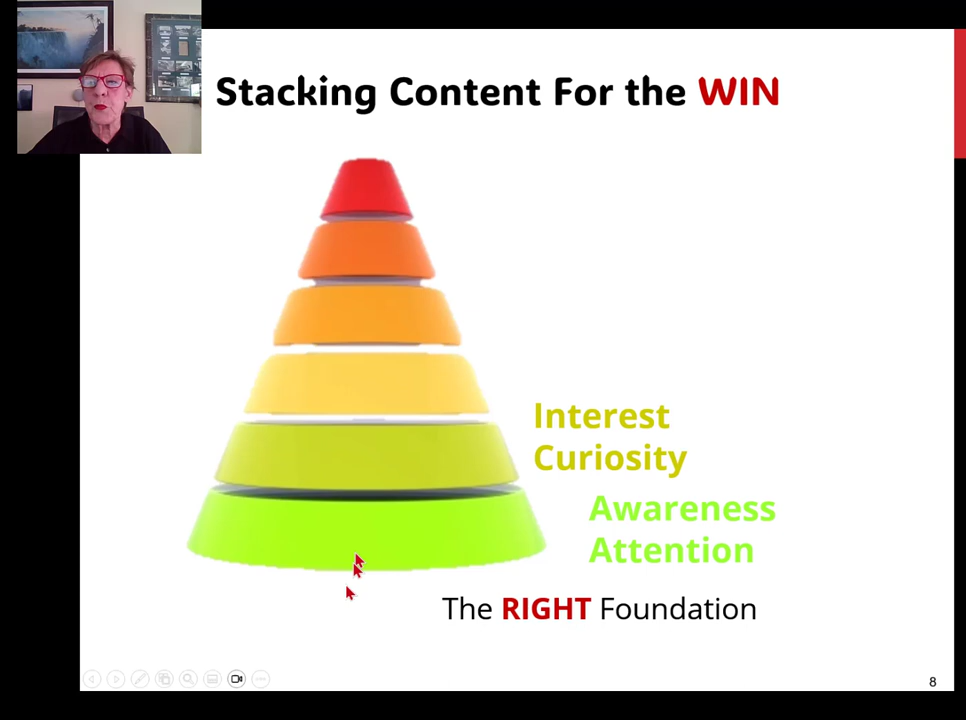 Stacking Content For the WIN
Interest
Curiosity
Awareness
Attention
The RIGHT Foundation
8